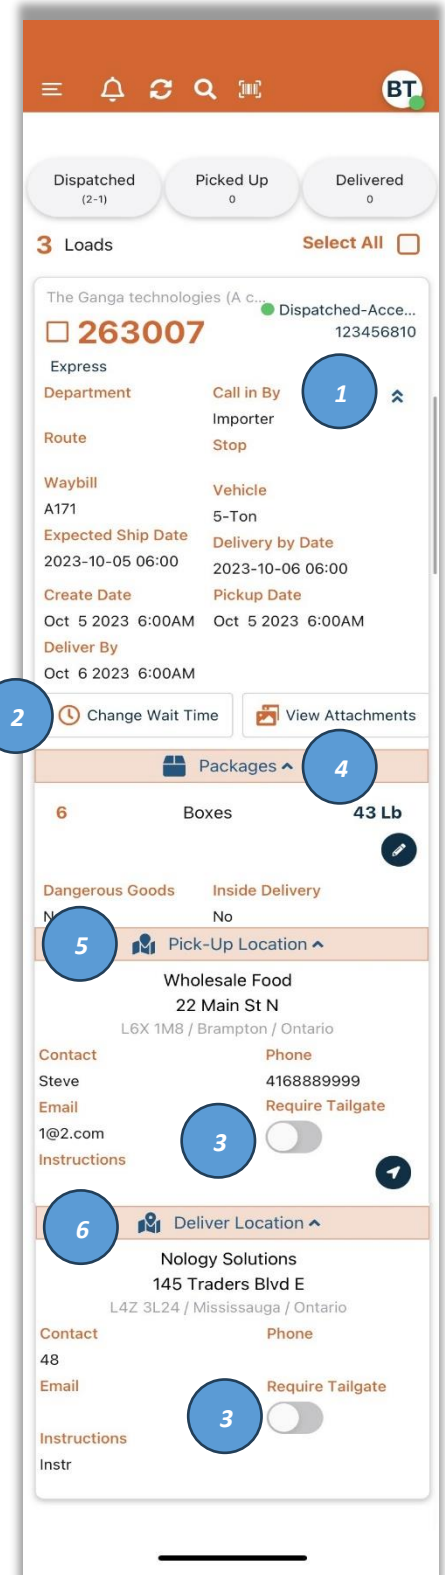 BT
Dispatched Picked Up Delivered
(2-1) 0 0
3 Loads Select All
The Ganga technologies (A c...
Dispatched-Acce...
263007 123456810
Express
1
Department Call in By
Importer
Route Stop
Waybill Vehicle
A171 5-Ton
Expected Ship Date Delivery by Date
2023-10-05 06:00 2023-10-06 06:00
Create Date Pickup Date
Oct 5 2023 6:00AM Oct 5 2023 6:00AM
Deliver By
Oct 6 2023 6:00AM
2 Change Wait Time View Attachments
Packages 4
6 Boxes 43 Lb
Dangerous Goods Inside Delivery
No
5 Pick-Up Location
Wholesale Food
22 Main St N
L6X 1M8 / Brampton / Ontario
Contact Phone
Steve 4168889999
Email Require Tailgate
1@2.com 3
Instructions
6 Deliver Location
Nology Solutions
145 Traders Blvd E
L4Z 3L24 / Mississauga / Ontario
Contact Phone
48
Email Require Tailgate
3
Instructions
Instr